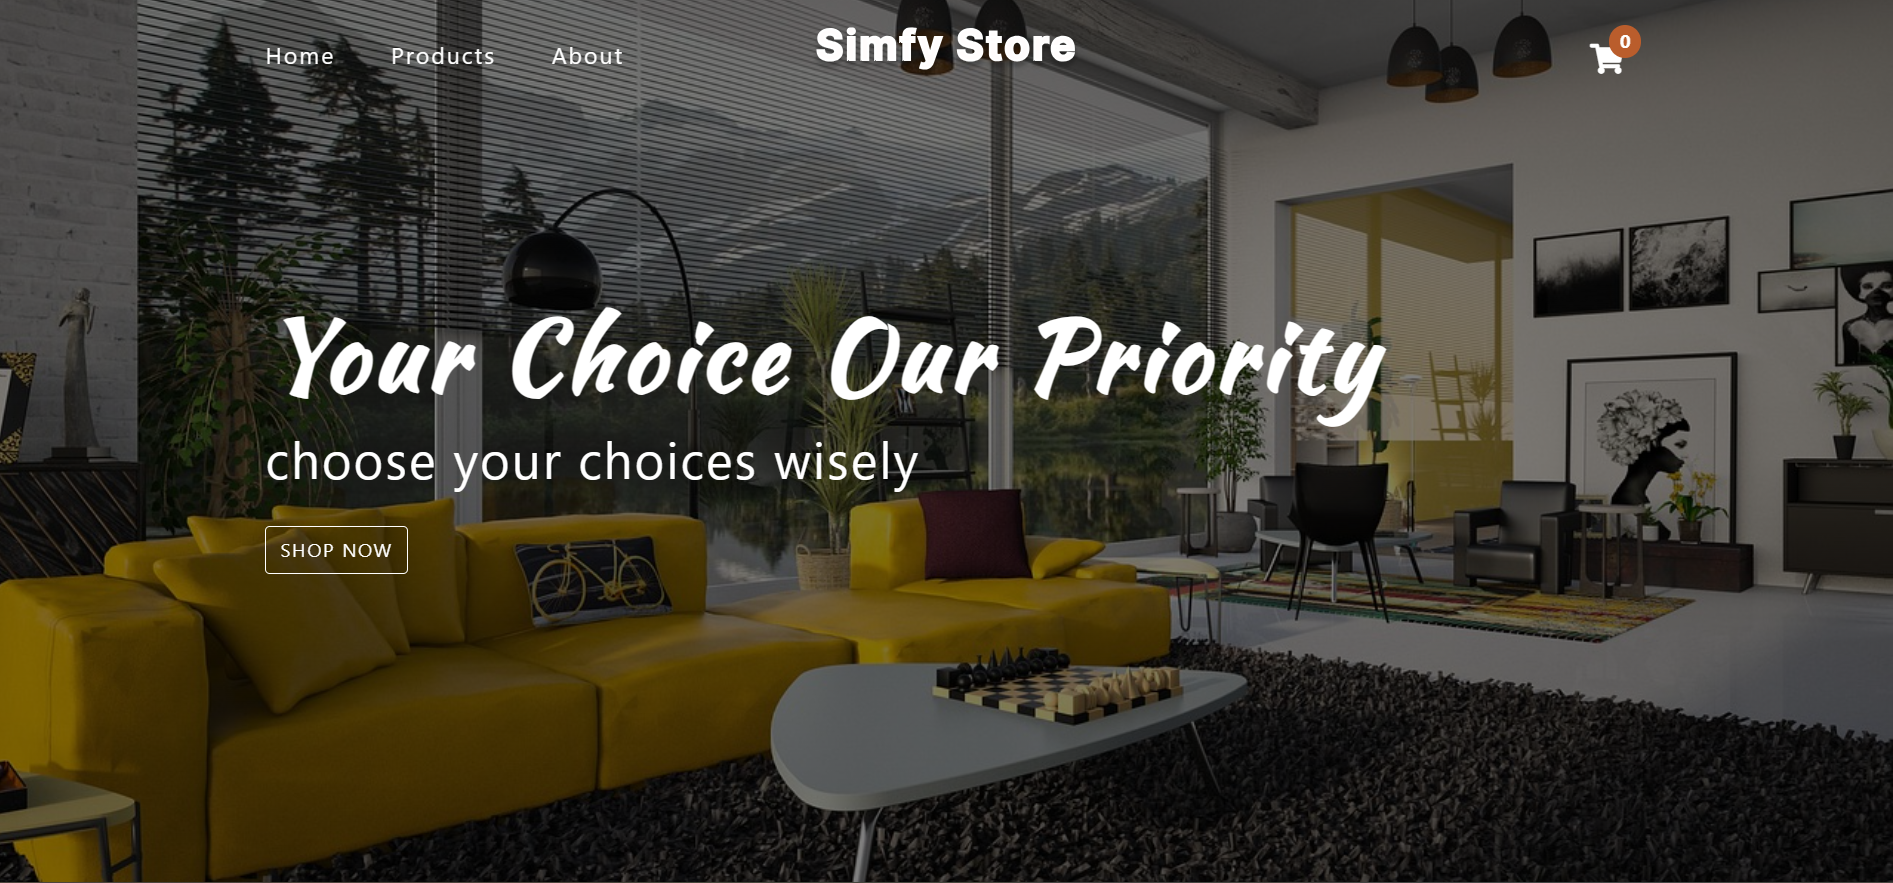 Home Products About Simfy Store 0
Your Choice Our Priority
choose your choices wisely
SHOP NOW